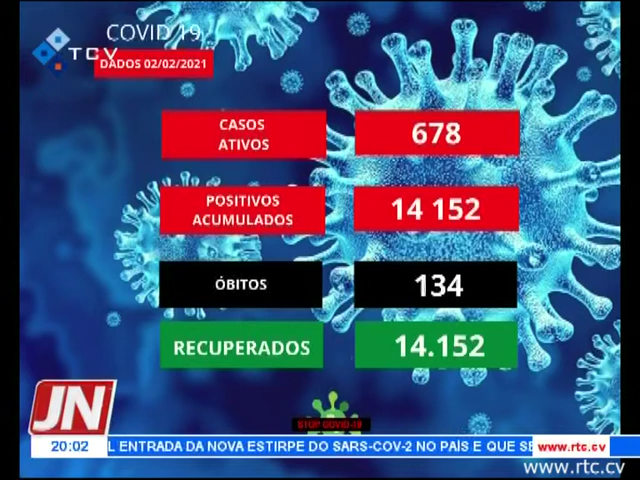 COVID 19
TCV
DADOS 02/02/2021
CASOS
ATIVOS
678
POSITIVOS
ACUMULADOS
14 152
ÓBITOS
134
RECUPERADOS
14.152
JN
STOP COVID-19
20:02
L ENTRADA DA NOVA ESTIRPE DO SARS-COV-2 NO PAÍS E QUE SE
www.rtc.cv
www.rtc.cv